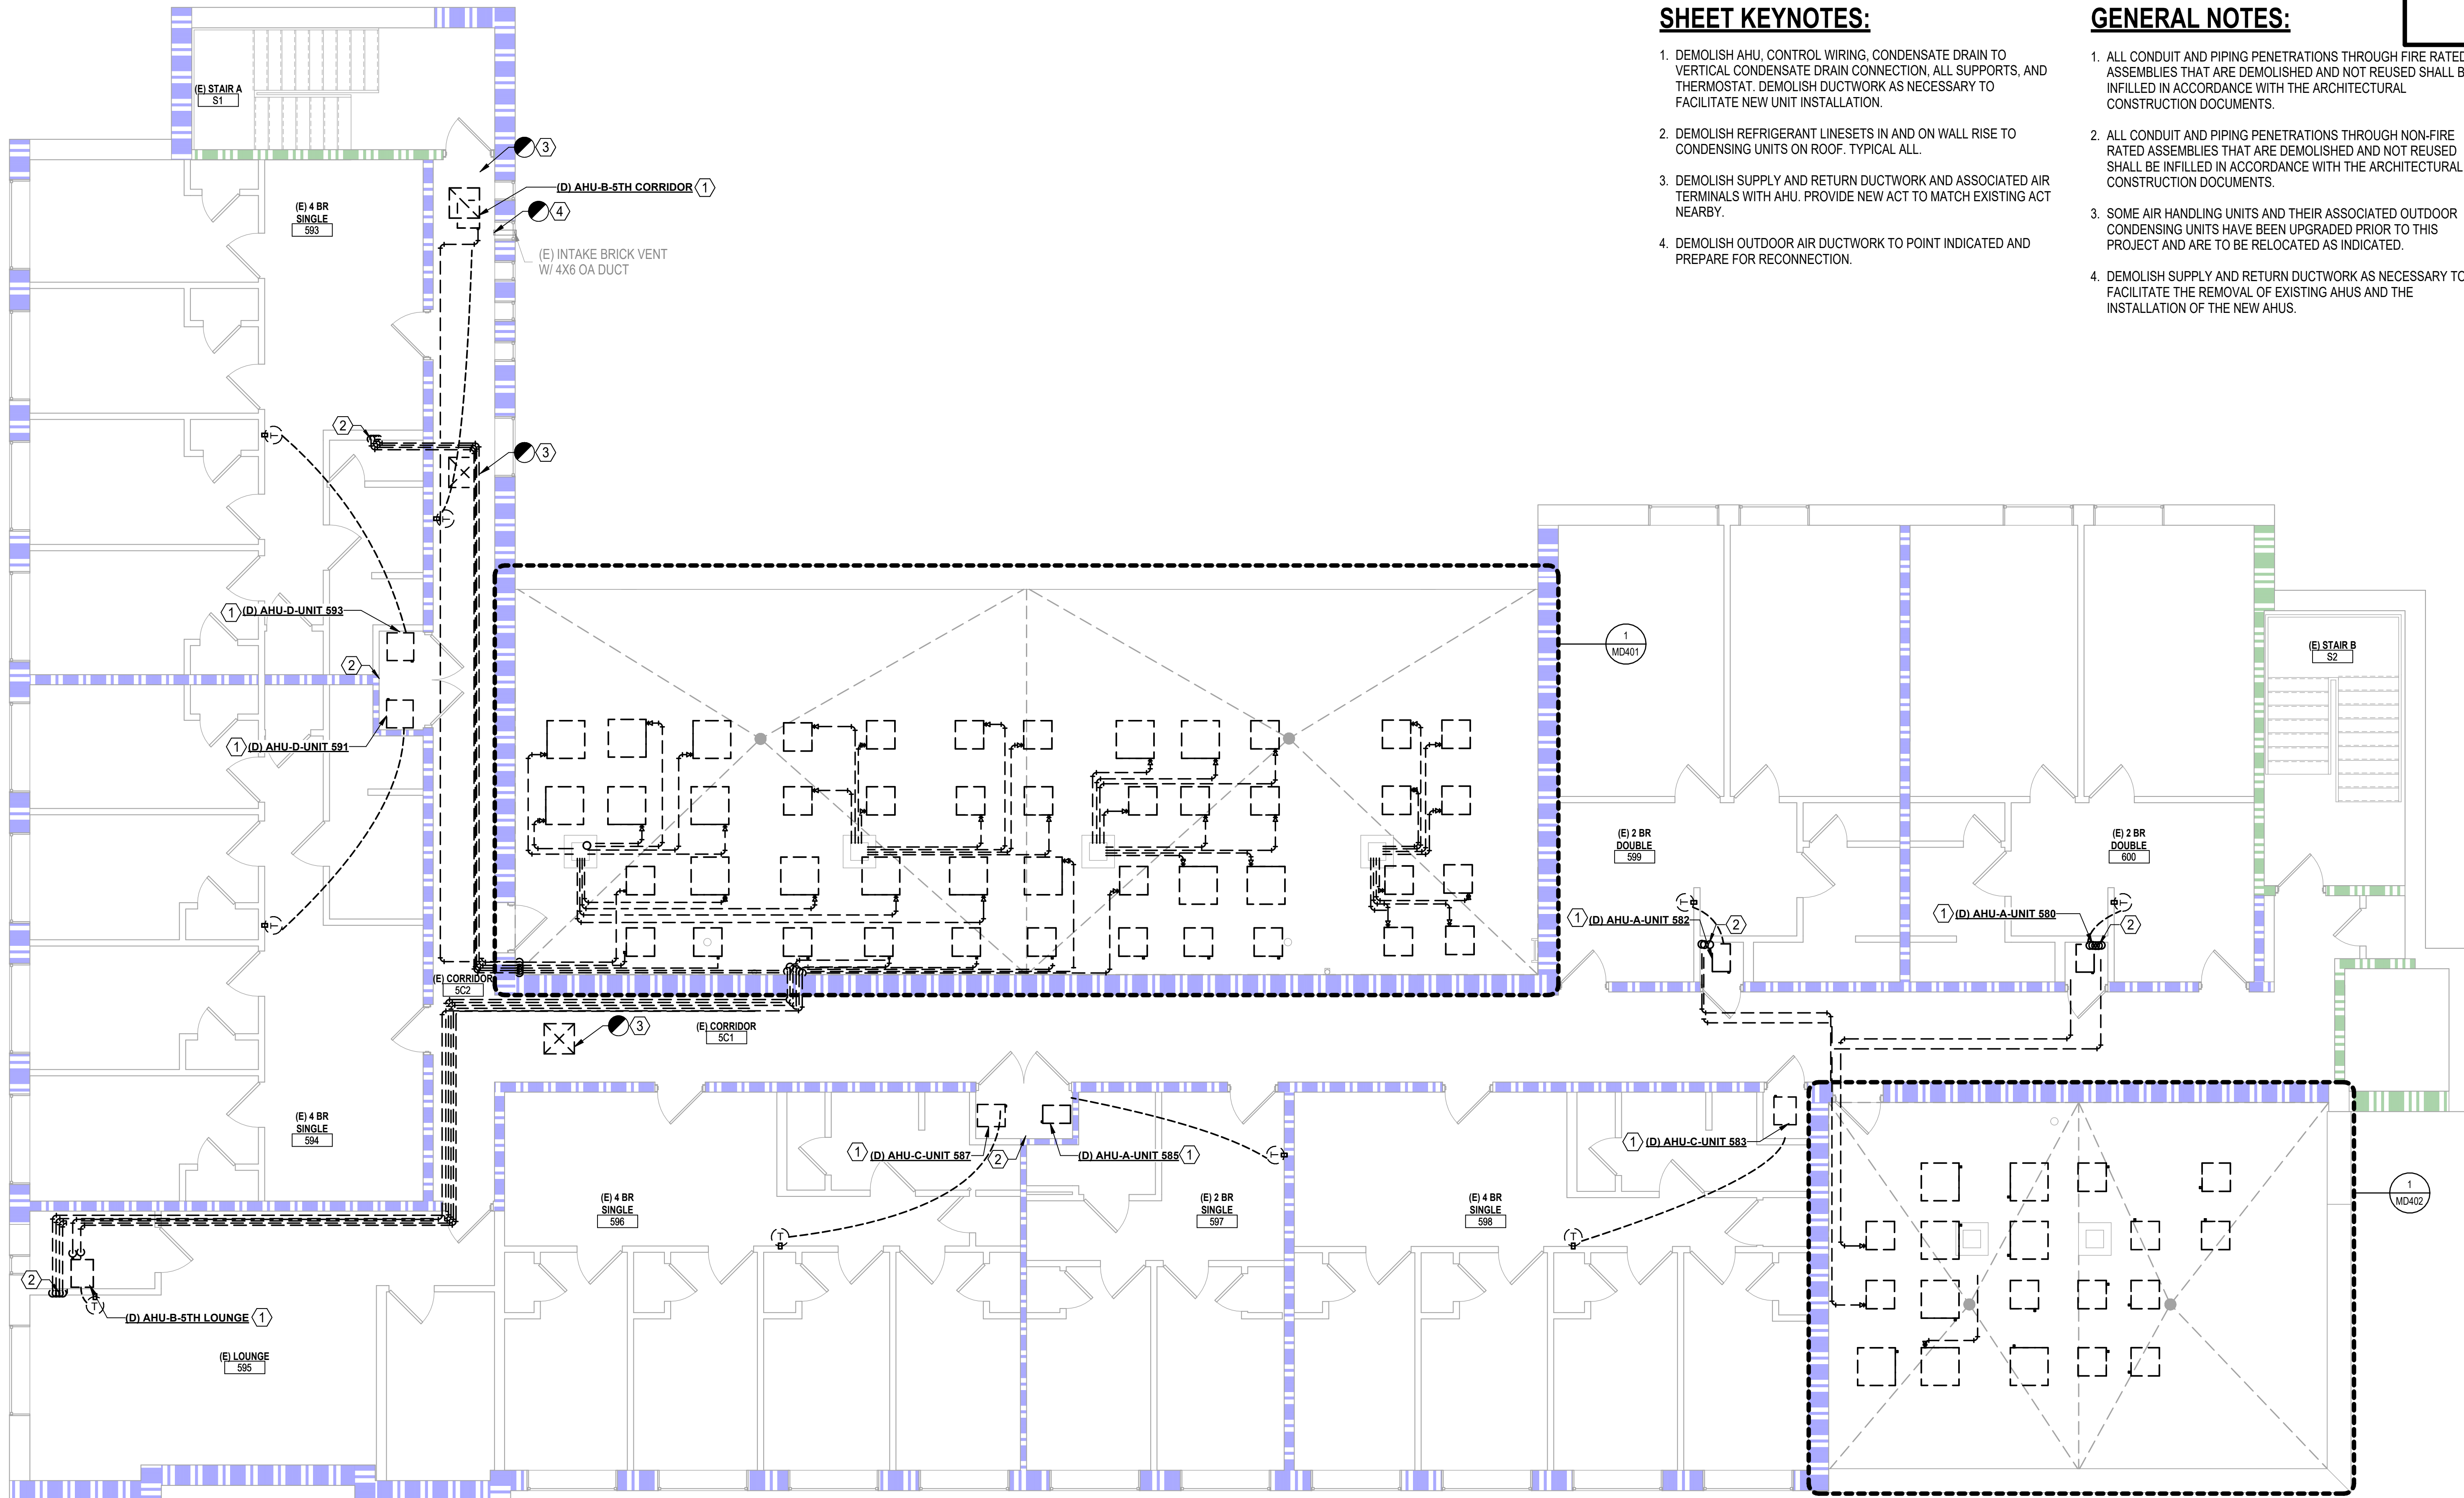 SHEET KEYNOTES:
1. DEMOLISH AHU, CONTROL WIRING, CONDENSATE DRAIN TO
VERTICAL CONDENSATE DRAIN CONNECTION, ALL SUPPORTS, AND
THERMOSTAT. DEMOLISH DUCTWORK AS NECESSARY TO
FACILITATE NEW UNIT INSTALLATION.
2. DEMOLISH REFRIGERANT LINESETS IN AND ON WALL RISE TO
CONDENSING UNITS ON ROOF. TYPICAL ALL.
3. DEMOLISH SUPPLY AND RETURN DUCTWORK AND ASSOCIATED AIR
TERMINALS WITH AHU. PROVIDE NEW ACT TO MATCH EXISTING ACT
NEARBY.
4. DEMOLISH OUTDOOR AIR DUCTWORK TO POINT INDICATED AND
PREPARE FOR RECONNECTION.
GENERAL NOTES:
1. ALL CONDUIT AND PIPING PENETRATIONS THROUGH FIRE RATED
ASSEMBLIES THAT ARE DEMOLISHED AND NOT REUSED SHALL B
INFILLED IN ACCORDANCE WITH THE ARCHITECTURAL
CONSTRUCTION DOCUMENTS.
2. ALL CONDUIT AND PIPING PENETRATIONS THROUGH NON-FIRE
RATED ASSEMBLIES THAT ARE DEMOLISHED AND NOT REUSED
SHALL BE INFILLED IN ACCORDANCE WITH THE ARCHITECTURAL
CONSTRUCTION DOCUMENTS.
3. SOME AIR HANDLING UNITS AND THEIR ASSOCIATED OUTDOOR
CONDENSING UNITS HAVE BEEN UPGRADED PRIOR TO THIS
PROJECT AND ARE TO BE RELOCATED AS INDICATED.
4. DEMOLISH SUPPLY AND RETURN DUCTWORK AS NECESSARY TO
FACILITATE THE REMOVAL OF EXISTING AHUS AND THE
INSTALLATION OF THE NEW AHUS.
(E) STAIR A
S1
3
(D) AHU-B-5TH CORRIDOR 1
4
(E) INTAKE BRICK VENT
W/ 4X6 OA DUCT
(E) 4 BR
SINGLE
593
2
T
3
T
1 (D) AHU-D-UNIT 593
2
1 (D) AHU-D-UNIT 591
T
1
MD401
(E) STAIR B
S2
(E) 2 BR
DOUBLE
599
(E) 2 BR
DOUBLE
600
T
1 (D) AHU-A-UNIT 582
2
T
1 (D) AHU-A-UNIT 580
2
(E) CORRIDOR
5C2
3
(E) CORRIDOR
5C1
(E) 4 BR
SINGLE
594
1 (D) AHU-C-UNIT 587
2
(D) AHU-A-UNIT 585 1
T
1 (D) AHU-C-UNIT 583
(E) 4 BR
SINGLE
596
(E) 2 BR
SINGLE
597
(E) 4 BR
SINGLE
598
T
T
1
MD402
2
T
(D) AHU-B-5TH LOUNGE 1
(E) LOUNGE
595